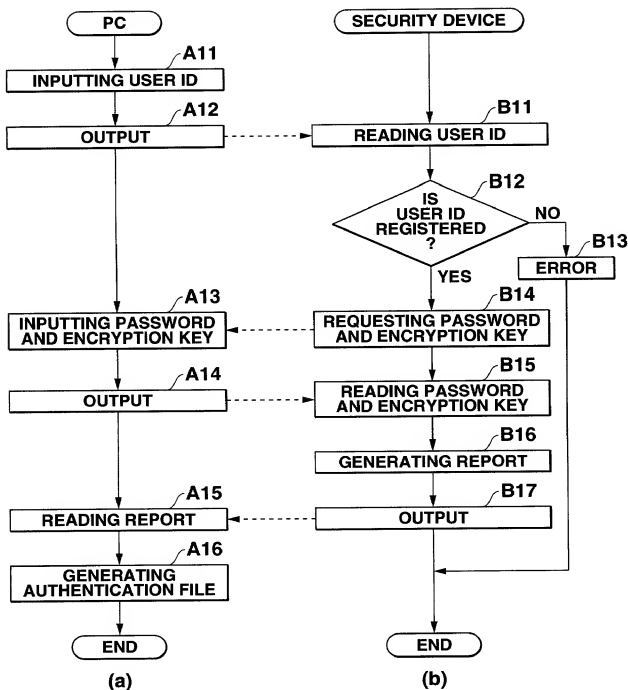 PC
A11
INPUTTING USER ID
A12
OUTPUT
A13
INPUTTING PASSWORD
AND ENCRYPTION KEY
A14
OUTPUT
A15
READING REPORT
A16
GENERATING
AUTHENTICATION FILE
END
(a)
SECURITY DEVICE
B11
READING USER ID
B12
IS
USER ID
REGISTERED
?
NO
B13
ERROR
YES
B14
REQUESTING PASSWORD
AND ENCRYPTION KEY
B15
READING PASSWORD
AND ENCRYPTION KEY
B16
GENERATING REPORT
B17
OUTPUT
END
(b)